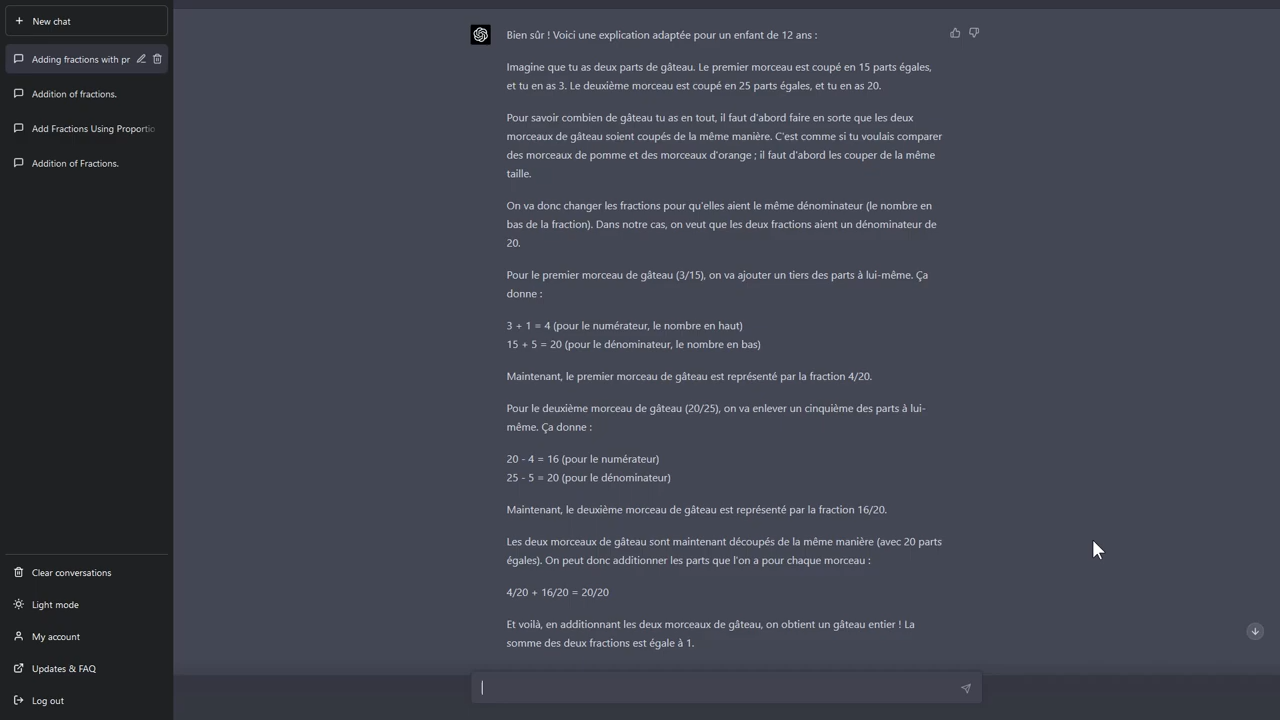 New chat
Adding fractions with pr
Addition of fractions.
Add Fractions Using Proportio
Addition of Fractions.
Clear conversations
Light mode
My account
Updates & FAQ
Log out
Bien sûr ! Voici une explication adaptée pour un enfant de 12 ans :
Imagine que tu as deux parts de gâteau. Le premier morceau est coupé en 15 parts égales,
et tu en as 3. Le deuxième morceau est coupé en 25 parts égales, et tu en as 20.
Pour savoir combien de gâteau tu as en tout, il faut d'abord faire en sorte que les deux
morceaux de gâteau soient coupés de la même manière. C'est comme si tu voulais comparer
des morceaux de pomme et des morceaux d'orange ; il faut d'abord les couper de la même
taille.
On va donc changer les fractions pour qu'elles aient le même dénominateur (le nombre en
bas de la fraction). Dans notre cas, on veut que les deux fractions aient un dénominateur de
20.
Pour le premier morceau de gâteau (3/15), on va ajouter un tiers des parts à lui-même. Ça
donne :
3 + 1 = 4 (pour le numérateur, le nombre en haut)
15 + 5 = 20 (pour le dénominateur, le nombre en bas)
Maintenant, le premier morceau de gâteau est représenté par la fraction 4/20.
Pour le deuxième morceau de gâteau (20/25), on va enlever un cinquième des parts à lui-
même. Ça donne :
20 - 4 = 16 (pour le numérateur)
25 - 5 = 20 (pour le dénominateur)
Maintenant, le deuxième morceau de gâteau est représenté par la fraction 16/20.
Les deux morceaux de gâteau sont maintenant découpés de la même manière (avec 20 parts
égales). On peut donc additionner les parts que l'on a pour chaque morceau :
4/20 + 16/20 = 20/20
Et voilà, en additionnant les deux morceaux de gâteau, on obtient un gâteau entier ! La
somme des deux fractions est égale à 1.